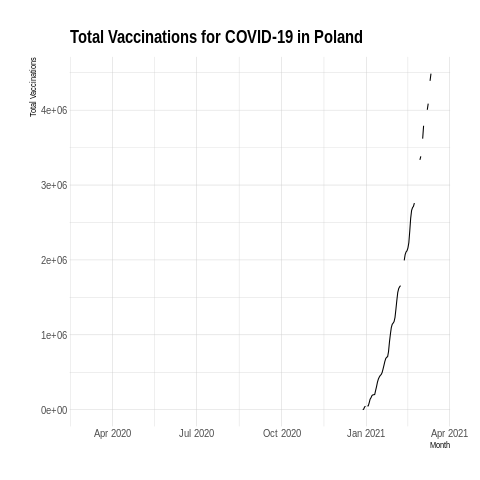 Total Vaccinations for COVID-19 in Poland
Total Vaccinations
4e+06
3e+06
2e+06
1e+06
0e+00
Apr 2020 Jul 2020 Oct 2020 Jan 2021 Apr 2021
Month